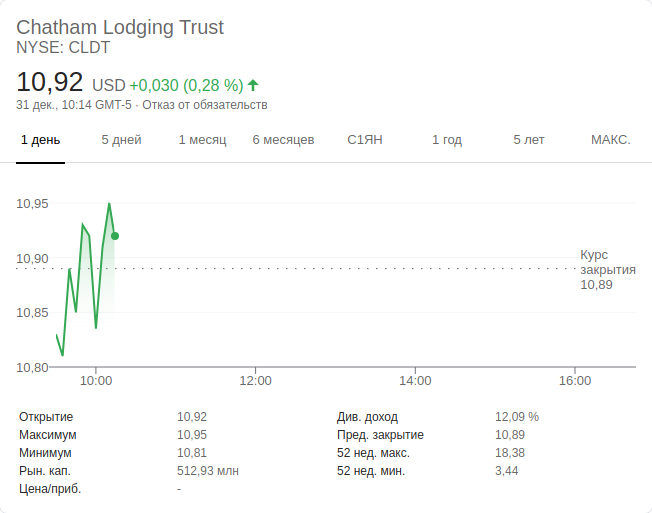 Chatham Lodging Trust
NYSE: CLDT
10,92 USD +0,030 (0,28 %)
31 дек., 10:14 GMT-5 · Отказ от обязательств
1 день 5 дней 1 месяц 6 месяцев С1ЯН 1 год 5 лет МАКС.
10,95
10,90
10,85
10,80
Курс
закрытия
10,89
10:00 12:00 14:00 16:00
Открытие 10,92 Див. доход 12,09 %
Максимум 10,95 Пред. закрытие 10,89
Минимум 10,81 52 нед. макс. 18,38
Рын. кап. 512,93 млн 52 нед. мин. 3,44
Цена/приб. -